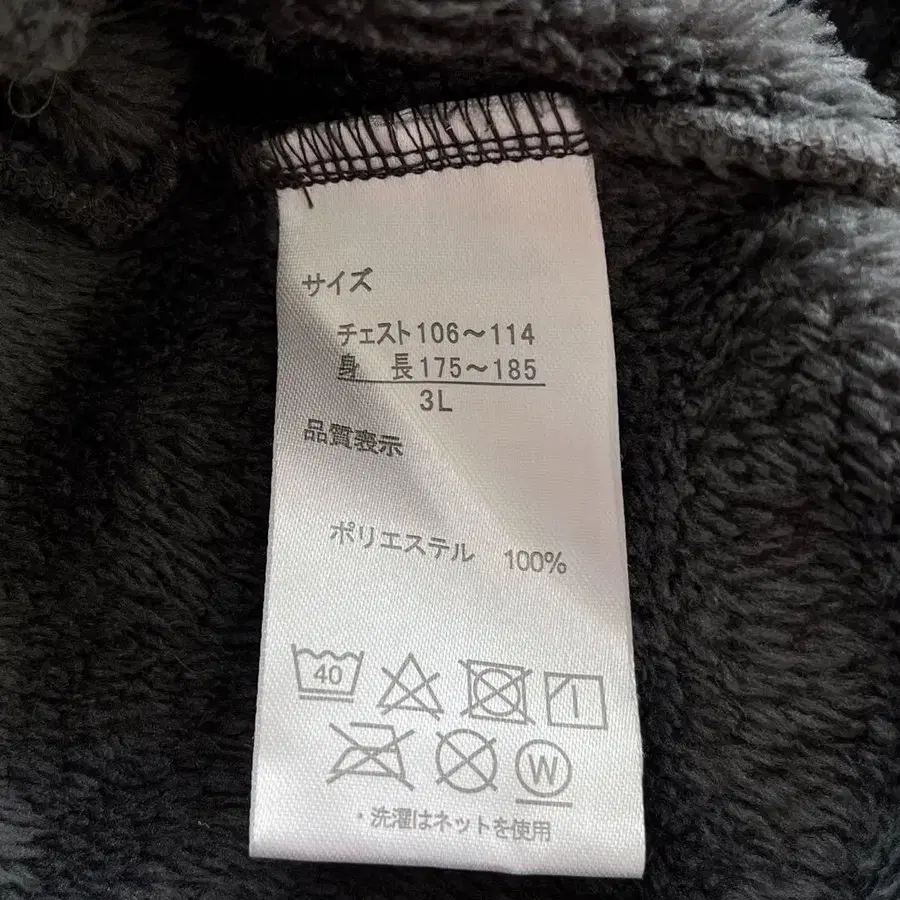 サイズ
チェスト106～114
身 長175～185
3L
品質表示
ポリエステル 100%
40
W
・洗濯はネットを使用